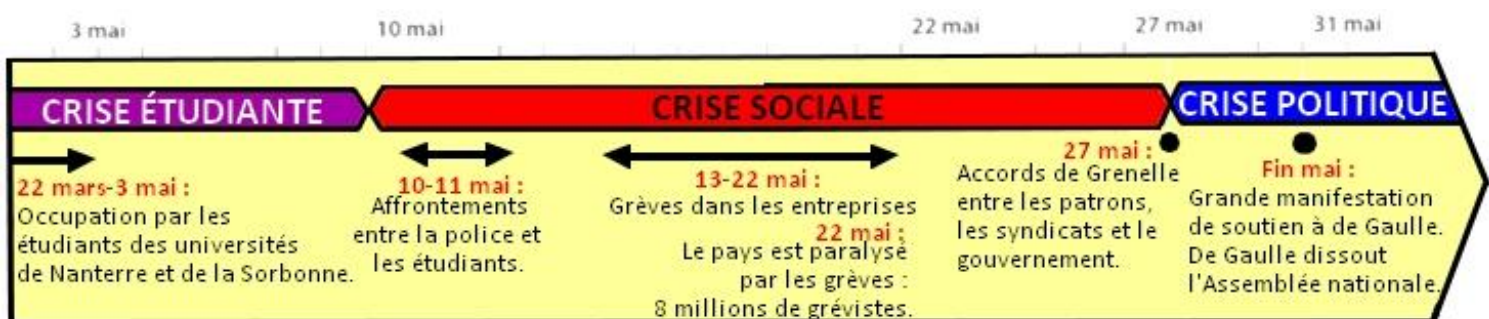 3 mai
10 mai
22 mai
27 mai
31 mai
CRISE ÉTUDIANTE
CRISE SOCIALE
CRISE POLITIQUE
22 mars-3 mai :
Occupation par les
étudiants des universités
de Nanterre et de la Sorbonne.
10-11 mai :
Affrontements
entre la police et
les étudiants.
13-22 mai :
Grèves dans les entreprises
22 mai :
Le pays est paralysé
par les grèves :
8 millions de grévistes.
27 mai :
Accords de Grenelle
entre les patrons,
les syndicats et le
gouvernement.
Fin mai :
Grande manifestation
de soutien à de Gaulle.
De Gaulle dissout
l'Assemblée nationale.